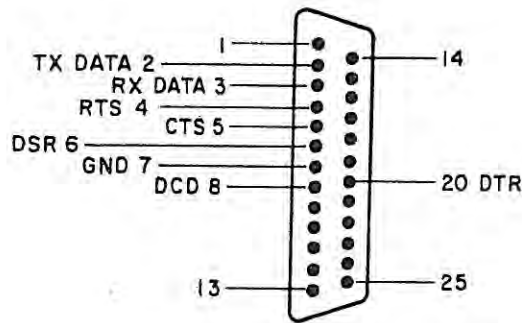 1
14
TX DATA 2
RX DATA 3
RTS 4
CTS 5
DSR 6
GND 7
DCD 8
20 DTR
13
25